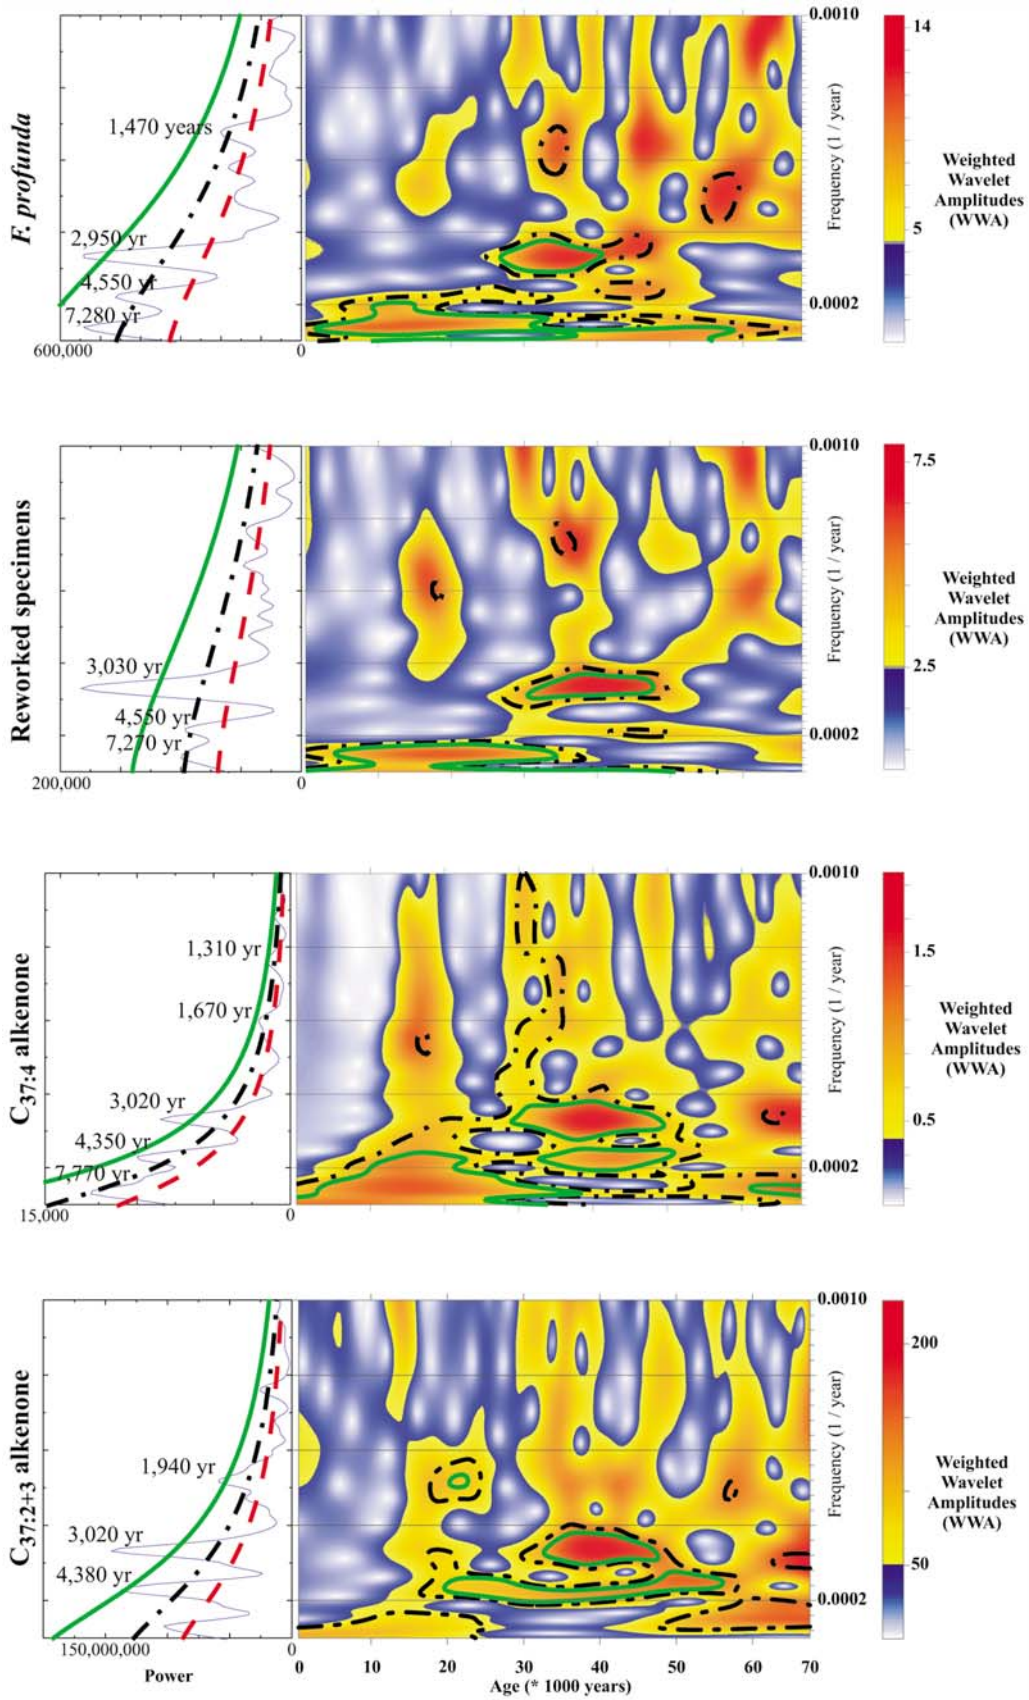 F. profunda
1,470 years
2,950 yr
4,550 yr
7,280 yr
600,000
0
0.0010
Frequency (1 / year)
0.0002
14
5
Weighted
Wavelet
Amplitudes
(WWA)
Reworked specimens
3,030 yr
4,550 yr
7,270 yr
200,000
0
0.0010
Frequency (1 / year)
0.0002
7.5
2.5
Weighted
Wavelet
Amplitudes
(WWA)
C37:4 alkenone
1,310 yr
1,670 yr
3,020 yr
4,350 yr
7,770 yr
15,000
0
0.0010
Frequency (1 / year)
0.0002
1.5
0.5
Weighted
Wavelet
Amplitudes
(WWA)
C37:2+3 alkenone
1,940 yr
3,020 yr
4,380 yr
150,000,000
0
Power
0.0010
Frequency (1 / year)
0.0002
0 10 20 30 40 50 60 70
Age (* 1000 years)
200
50
Weighted
Wavelet
Amplitudes
(WWA)